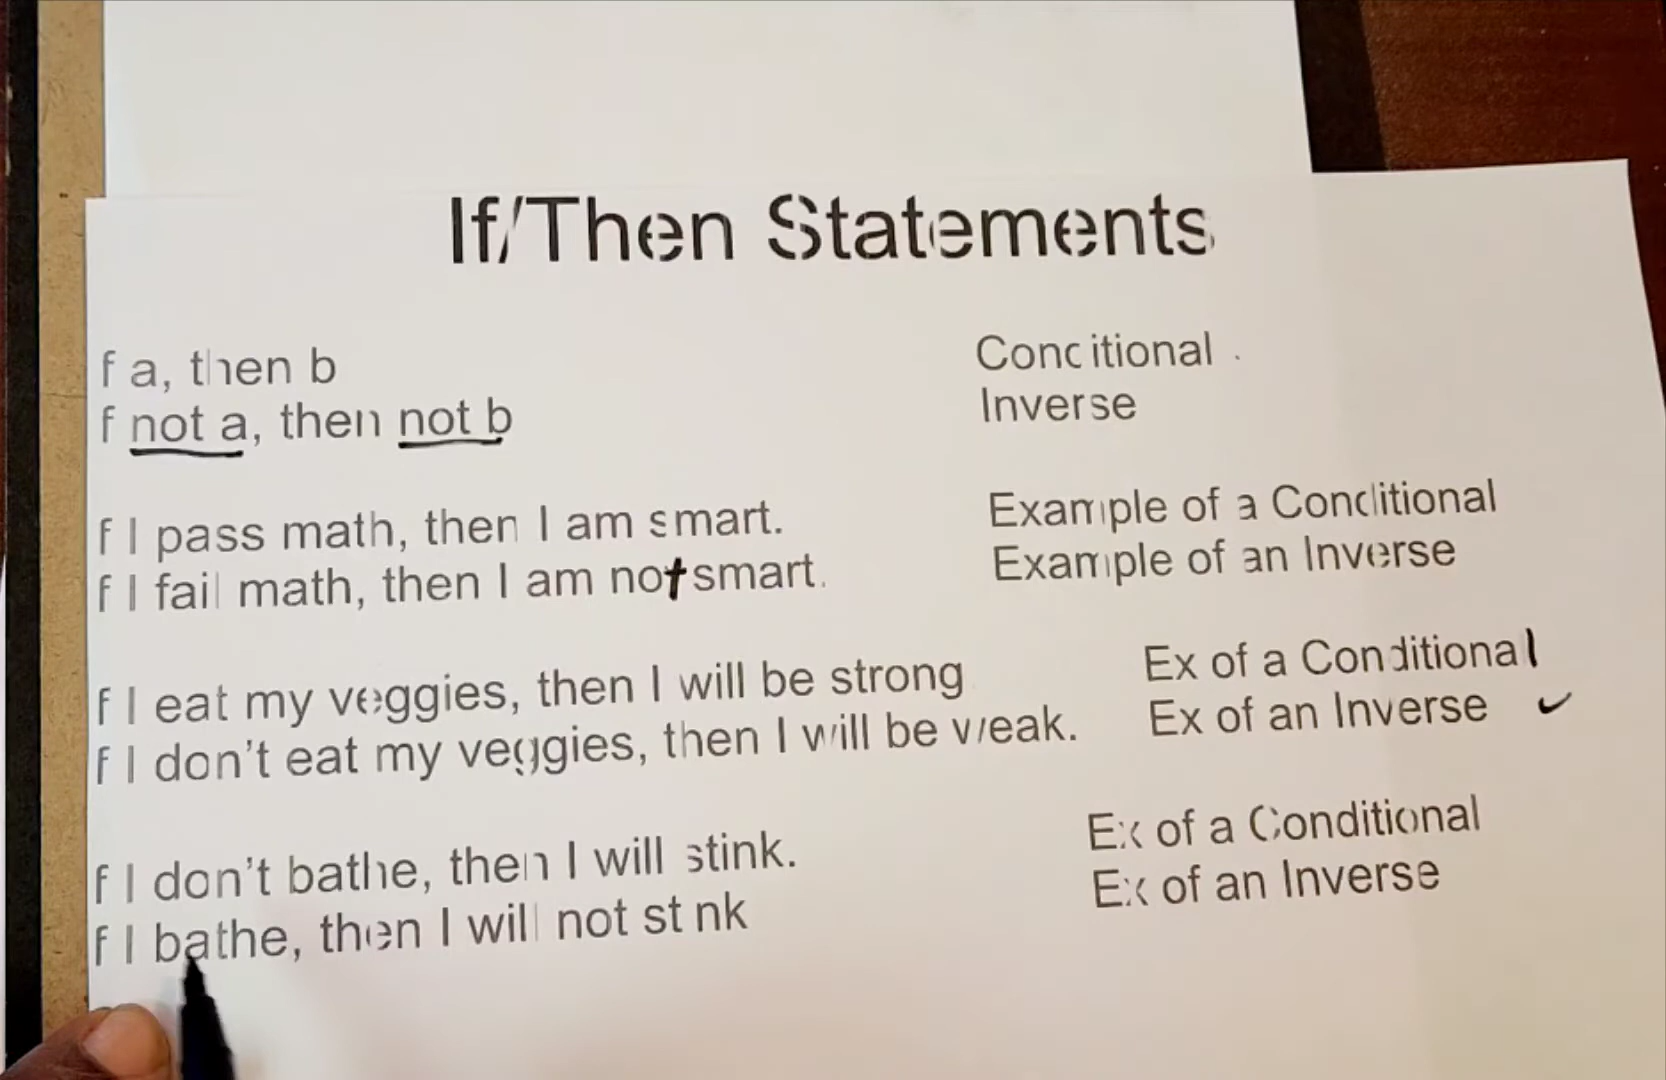 If/Then Statements
f a, then b
Conditional
f not a, then not b
Inverse
f I pass math, then I am smart.
Example of a Conditional
f I fail math, then I am not smart.
Example of an Inverse
f I eat my veggies, then I will be strong
Ex of a Conditional
f I don't eat my veggies, then I will be weak.
Ex of an Inverse
f I don't bathe, then I will stink.
Ex of a Conditional
f I bathe, then I will not stink
Ex of an Inverse